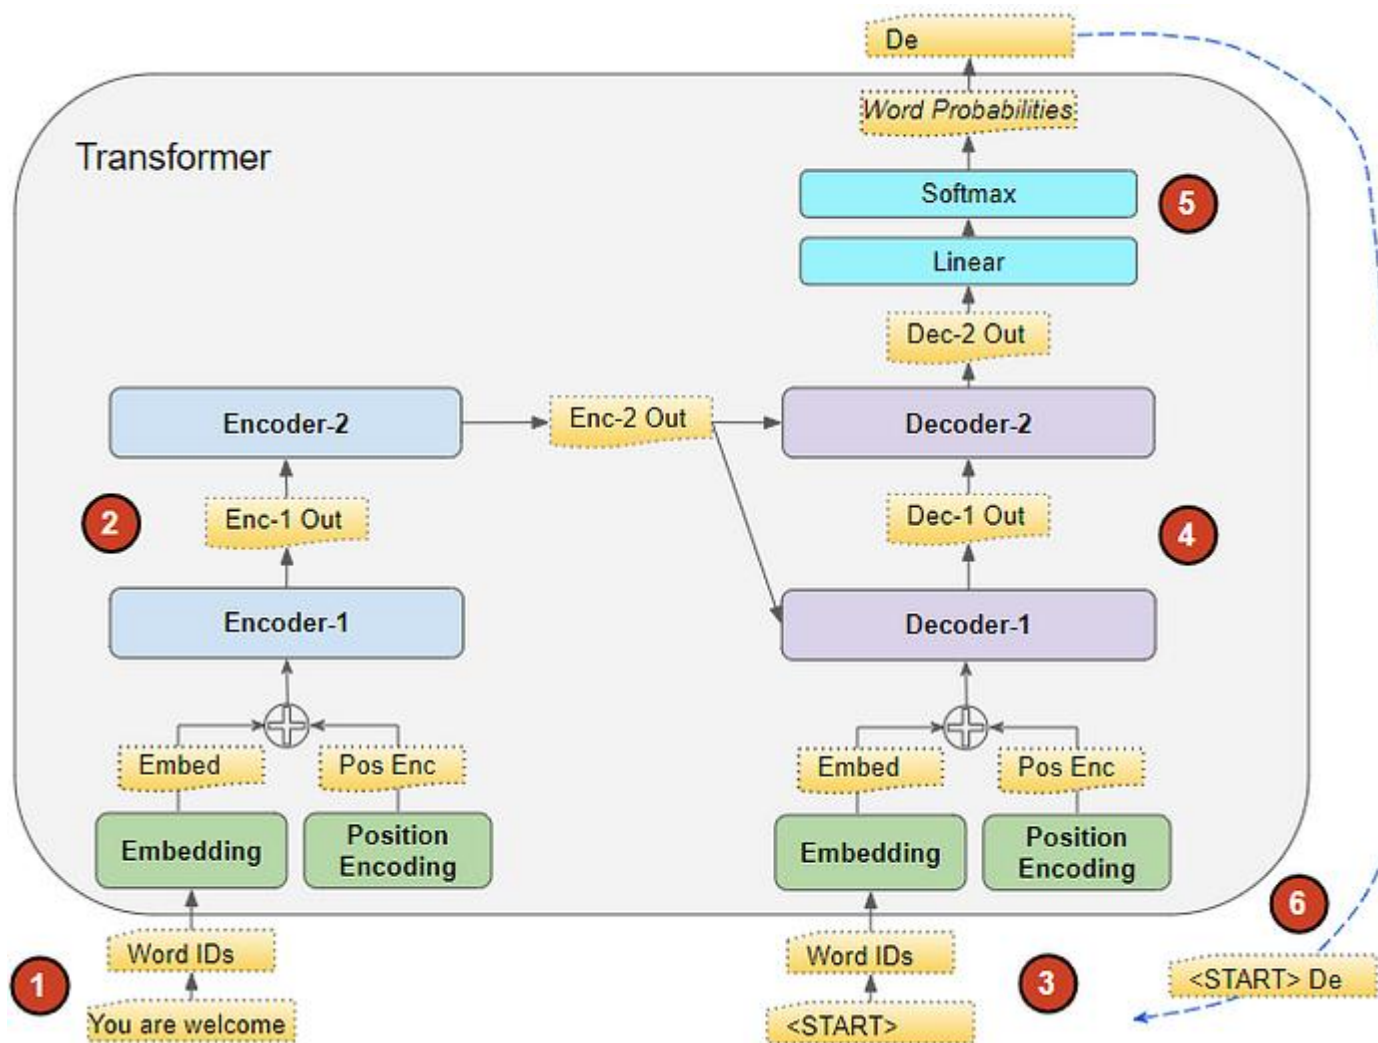 De
Word Probabilities
Transformer
Softmax
5
Linear
Dec-2 Out
Encoder-2
Enc-2 Out
Decoder-2
2
Enc-1 Out
Dec-1 Out
4
Encoder-1
Decoder-1
Embed
Pos Enc
Embed
Pos Enc
Embedding
Position
Encoding
Embedding
Position
Encoding
6
1
Word IDs
Word IDs
3
<START> De
You are welcome
<START>